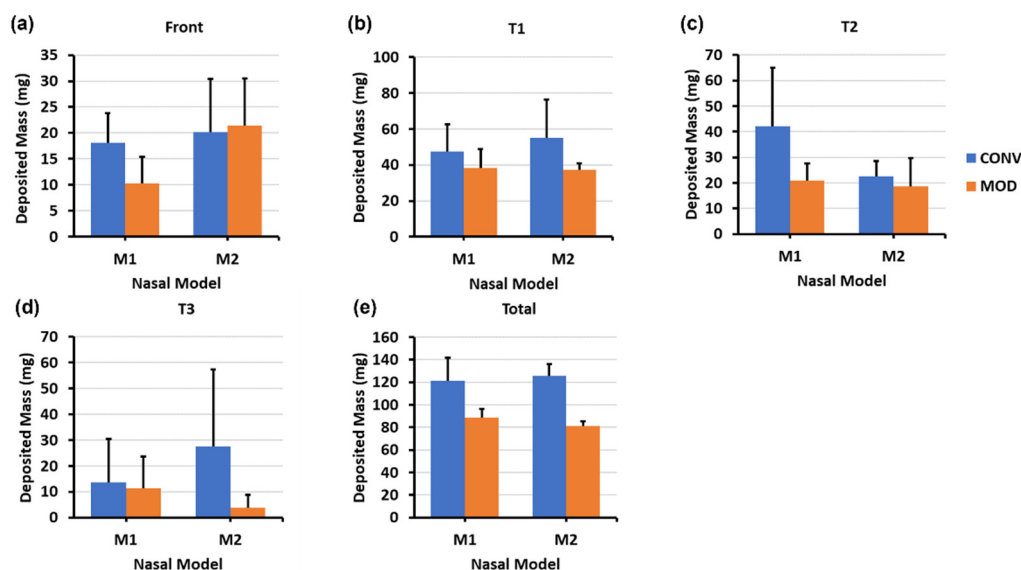 (a)
Front
Deposited Mass (mg)
35
30
25
20
15
10
5
0
M1
M2
Nasal Model
(b)
T1
Deposited Mass (mg)
100
80
60
40
20
0
M1
M2
Nasal Model
(c)
T2
Deposited Mass (mg)
70
60
50
40
30
20
10
0
M1
M2
Nasal Model
CONV
MOD
(d)
T3
Deposited Mass (mg)
70
60
50
40
30
20
10
0
M1
M2
Nasal Model
(e)
Total
Deposited Mass (mg)
160
140
120
100
80
60
40
20
0
M1
M2
Nasal Model